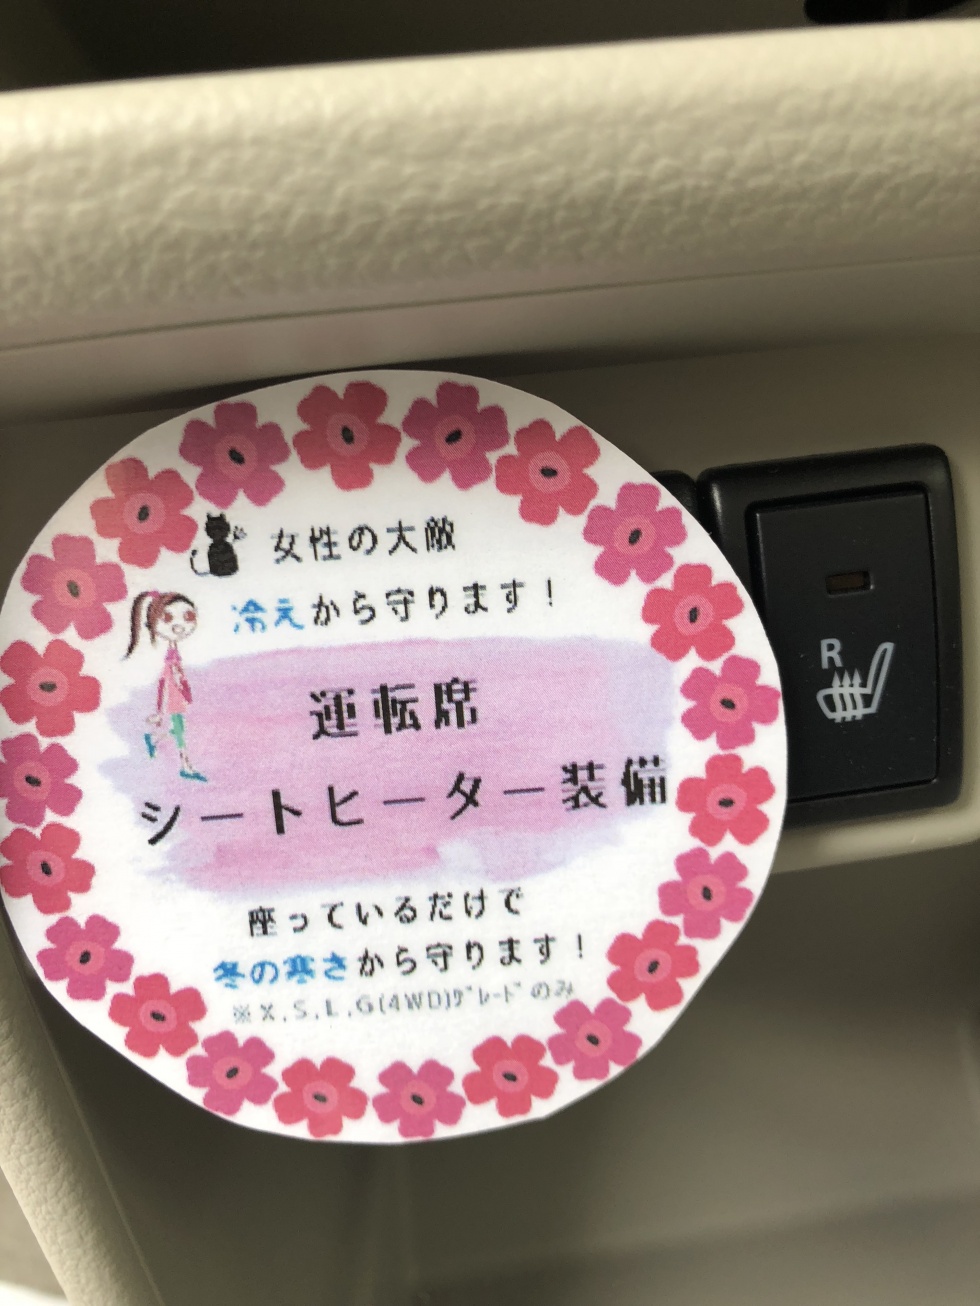 女性の大敵
冷えから守ります！
運転席
シートヒーター装備
座っているだけで
冬の寒さから守ります！
※X.S.L.G(4WD)ｸﾞﾚｰﾄﾞのみ
R